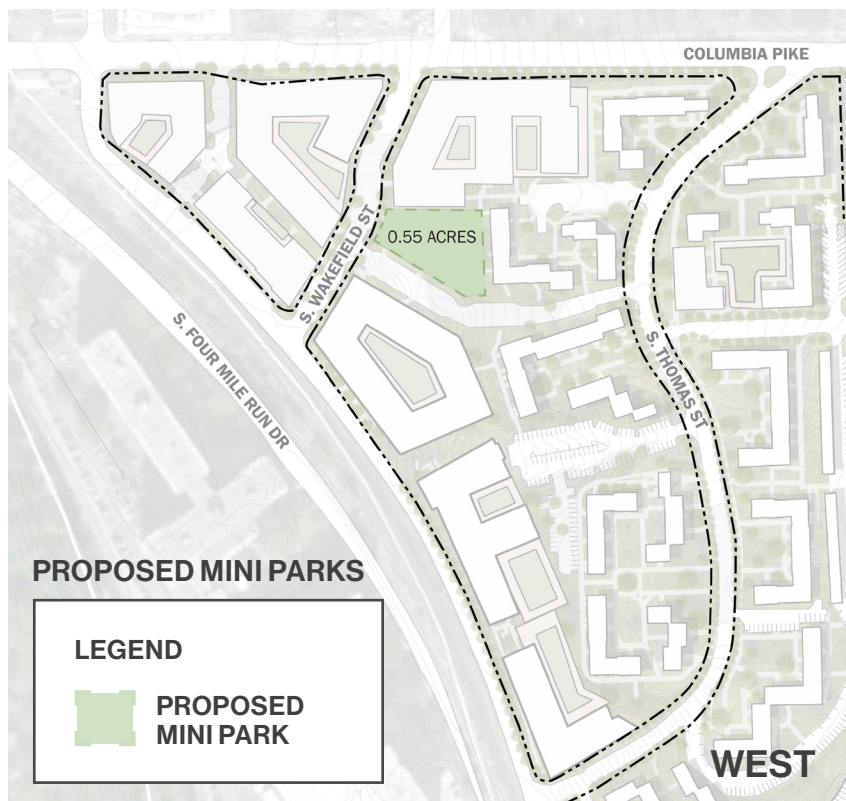 COLUMBIA PIKE
S. WAKEFIELD ST
0.55 ACRES
S. FOUR MILE RUN DR
S. THOMAS ST
PROPOSED MINI PARKS
LEGEND
PROPOSED
MINI PARK
WEST